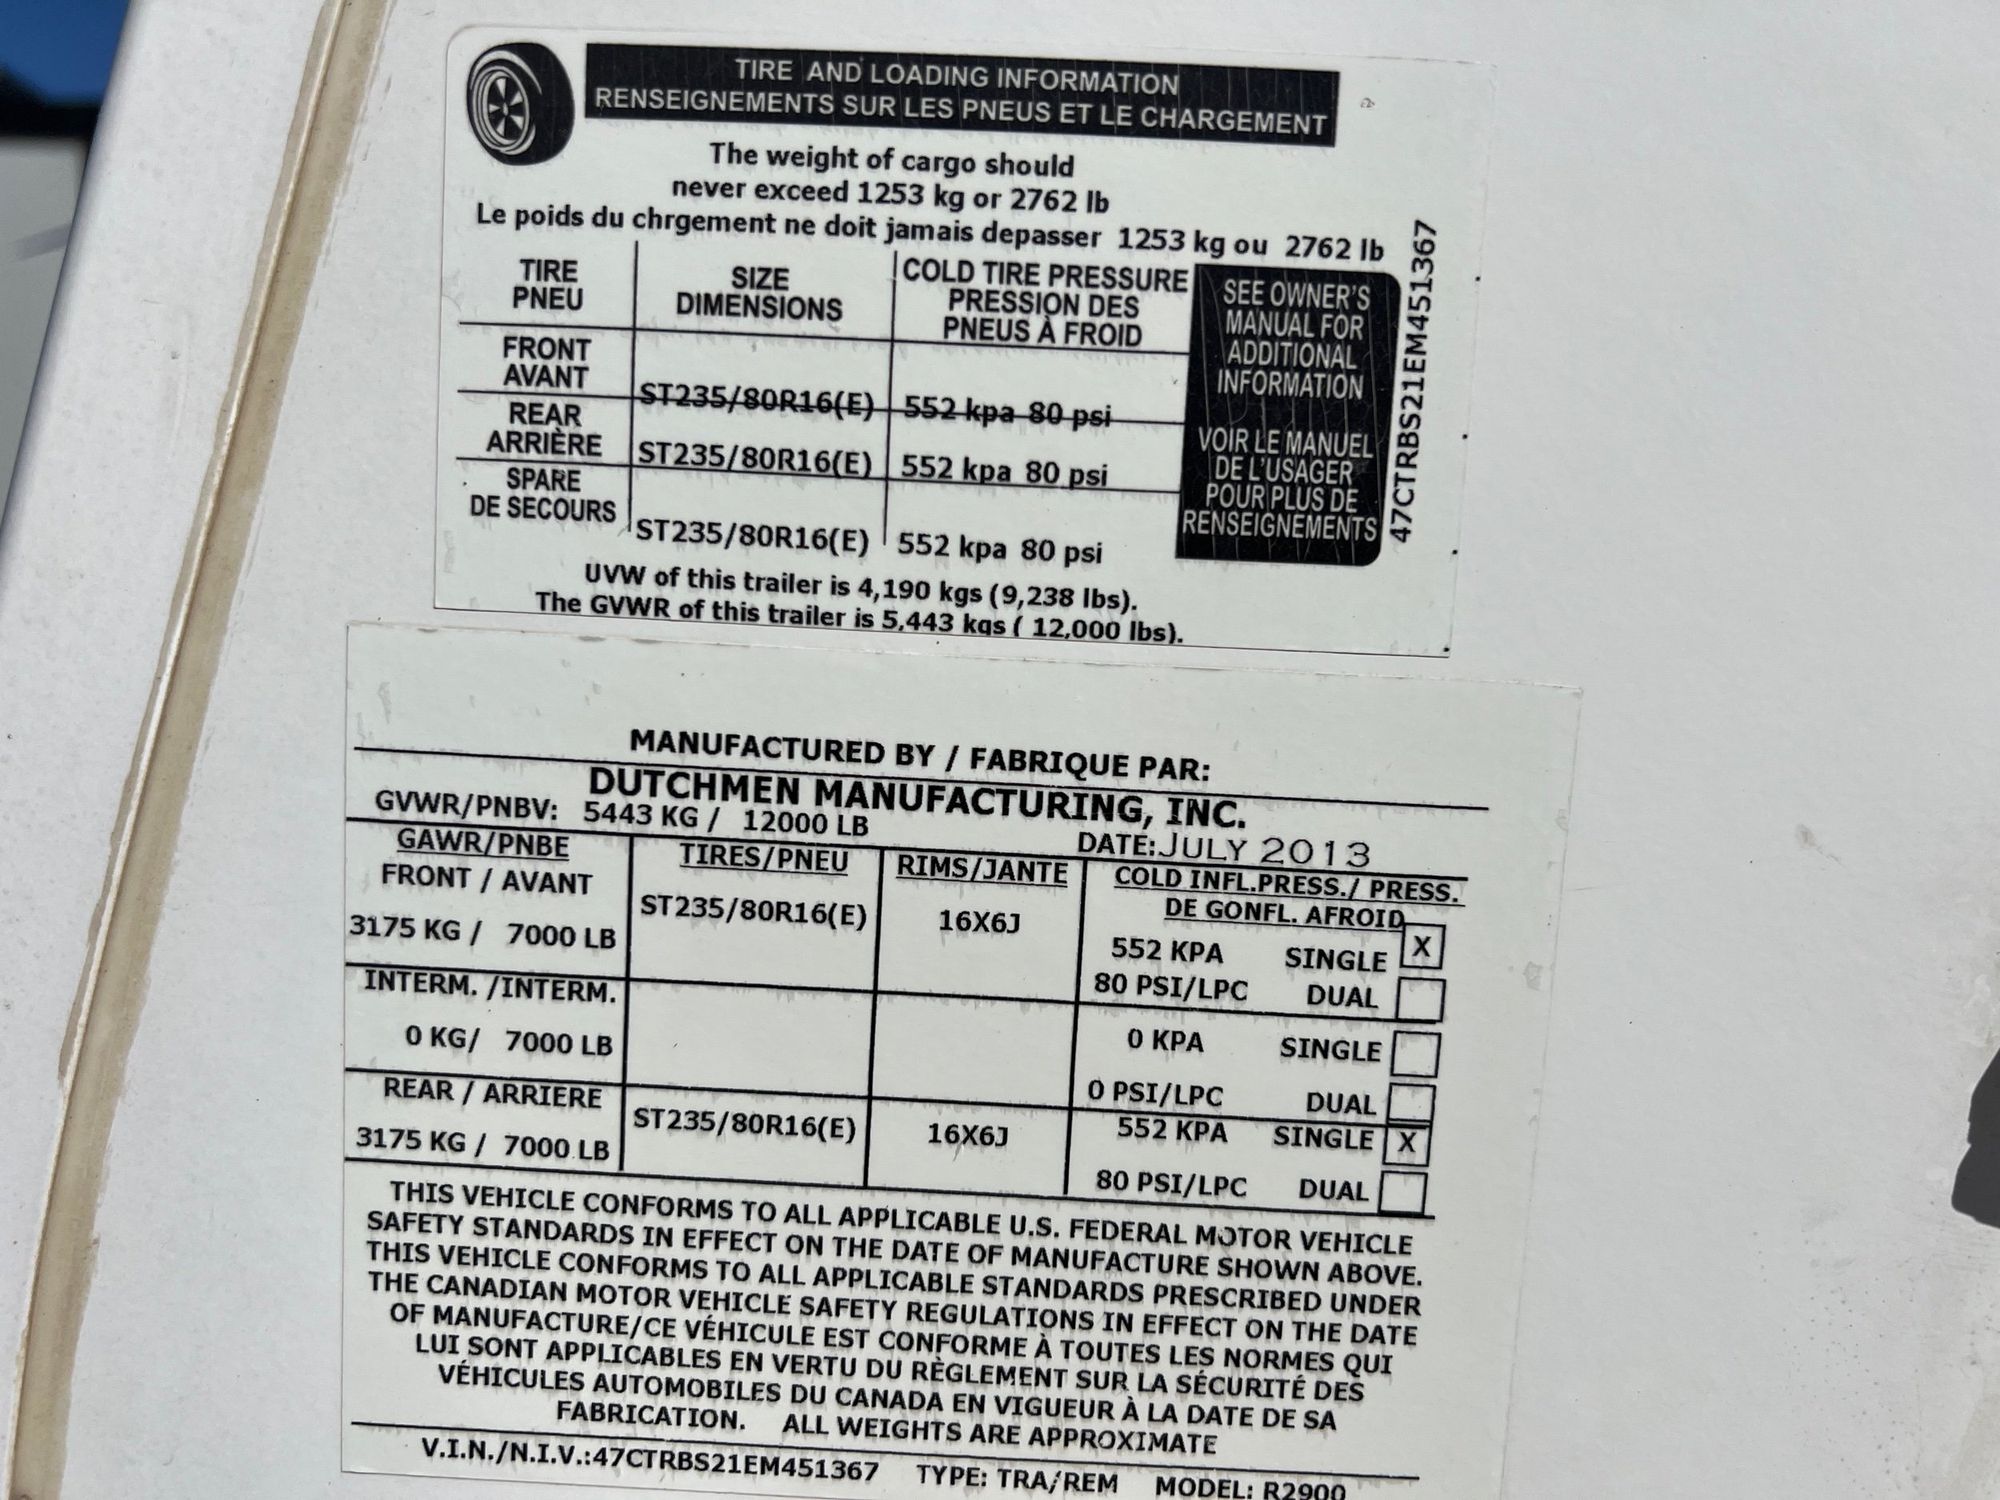 TIRE AND LOADING INFORMATION
RENSEIGNEMENTS SUR LES PNEUS ET LE CHARGEMENT
The weight of cargo should
never exceed 1253 kg or 2762 lb
Le poids du chrgement ne doit jamais depasser 1253 kg ou 2762 lb
TIRE
PNEU
SIZE
DIMENSIONS
COLD TIRE PRESSURE
PRESSION DES
PNEUS À FROID
FRONT
AVANT
ST235/80R16(E) 552 kpa 80 psi
REAR
ARRIÈRE
ST235/80R16(E) 552 kpa 80 psi
SPARE
DE SECOURS
ST235/80R16(E) 552 kpa 80 psi
SEE OWNER'S
MANUAL FOR
ADDITIONAL
INFORMATION
VOIR LE MANUEL
DE L'USAGER
POUR PLUS DE
RENSEIGNEMENTS
47CTRBS21EM451367
UVW of this trailer is 4,190 kgs (9,238 lbs).
The GVWR of this trailer is 5,443 kgs ( 12,000 lbs).
MANUFACTURED BY / FABRIQUE PAR:
DUTCHMEN MANUFACTURING, INC.
GVWR/PNBV: 5443 KG / 12000 LB
DATE:JULY 2013
GAWR/PNBE TIRES/PNEU RIMS/JANTE COLD INFL.PRESS./ PRESS.
DE GONFL. AFROID
FRONT / AVANT
3175 KG / 7000 LB ST235/80R16(E) 16X6J 552 KPA SINGLE X
80 PSI/LPC DUAL
INTERM. /INTERM.
0 KG/ 7000 LB 0 KPA SINGLE
0 PSI/LPC DUAL
REAR / ARRIERE
3175 KG / 7000 LB ST235/80R16(E) 16X6J 552 KPA SINGLE X
80 PSI/LPC DUAL
THIS VEHICLE CONFORMS TO ALL APPLICABLE U.S. FEDERAL MOTOR VEHICLE
SAFETY STANDARDS IN EFFECT ON THE DATE OF MANUFACTURE SHOWN ABOVE.
THIS VEHICLE CONFORMS TO ALL APPLICABLE STANDARDS PRESCRIBED UNDER
THE CANADIAN MOTOR VEHICLE SAFETY REGULATIONS IN EFFECT ON THE DATE
OF MANUFACTURE/CE VÉHICULE EST CONFORME À TOUTES LES NORMES QUI
LUI SONT APPLICABLES EN VERTU DU RÈGLEMENT SUR LA SÉCURITÉ DES
VÉHICULES AUTOMOBILES DU CANADA EN VIGUEUR À LA DATE DE SA
FABRICATION. ALL WEIGHTS ARE APPROXIMATE
V.I.N./N.I.V.:47CTRBS21EM451367 TYPE: TRA/REM MODEL: R2900